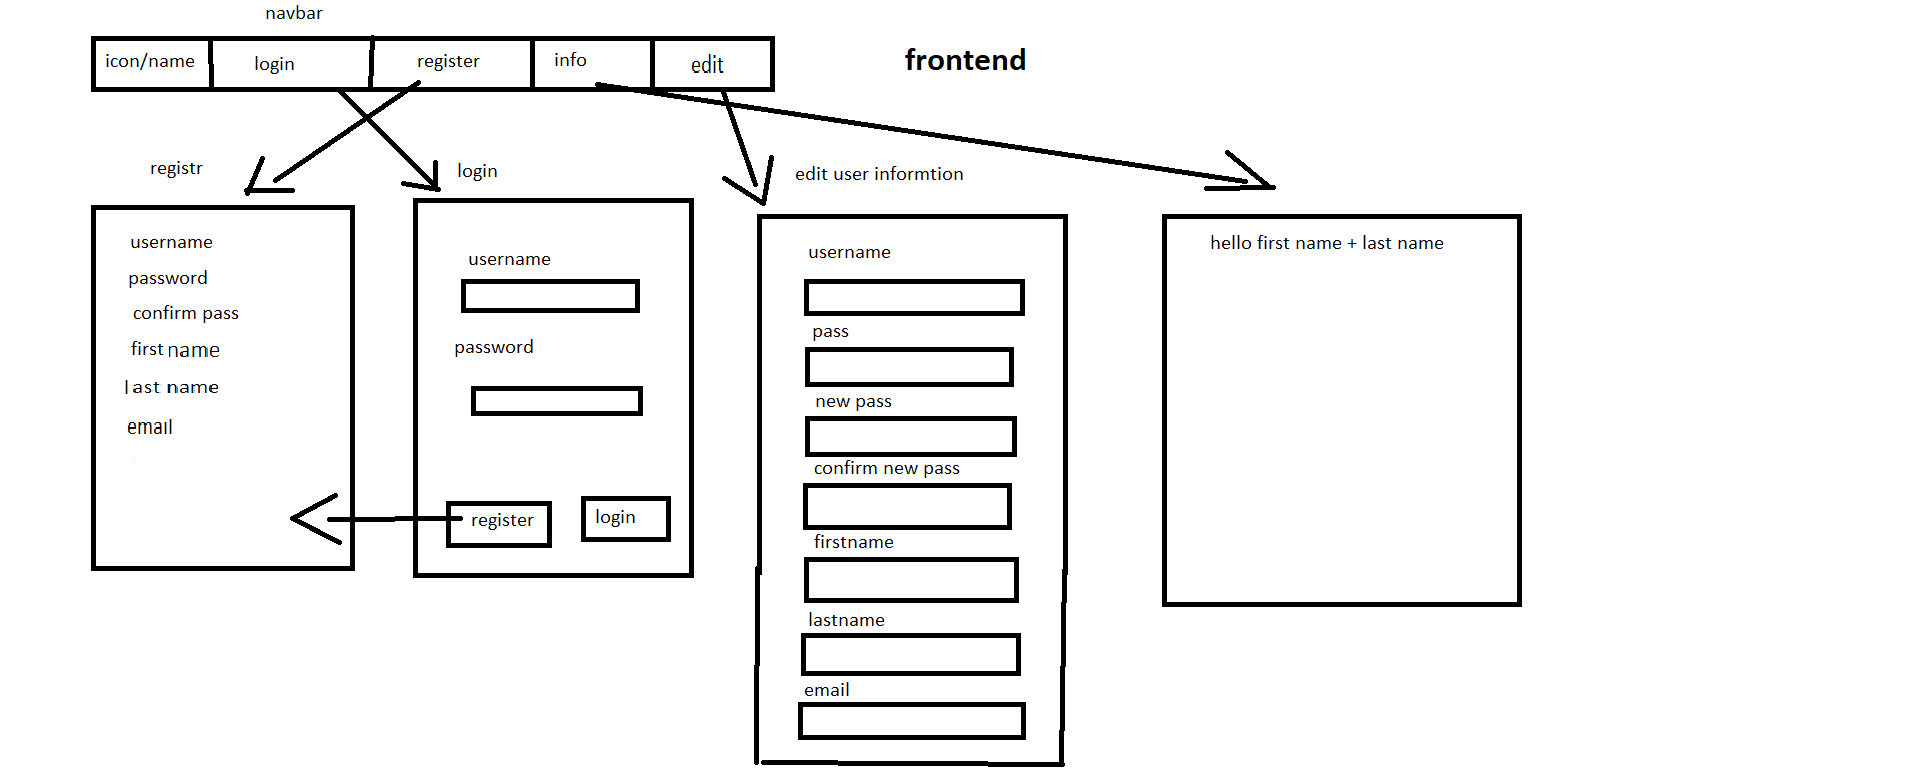 navbar
icon/name login register info edit
frontend
registr
username
password
confirm pass
first name
last name
email
login
username
password
register login
edit user informtion
username
pass
new pass
confirm new pass
firstname
lastname
email
hello first name + last name